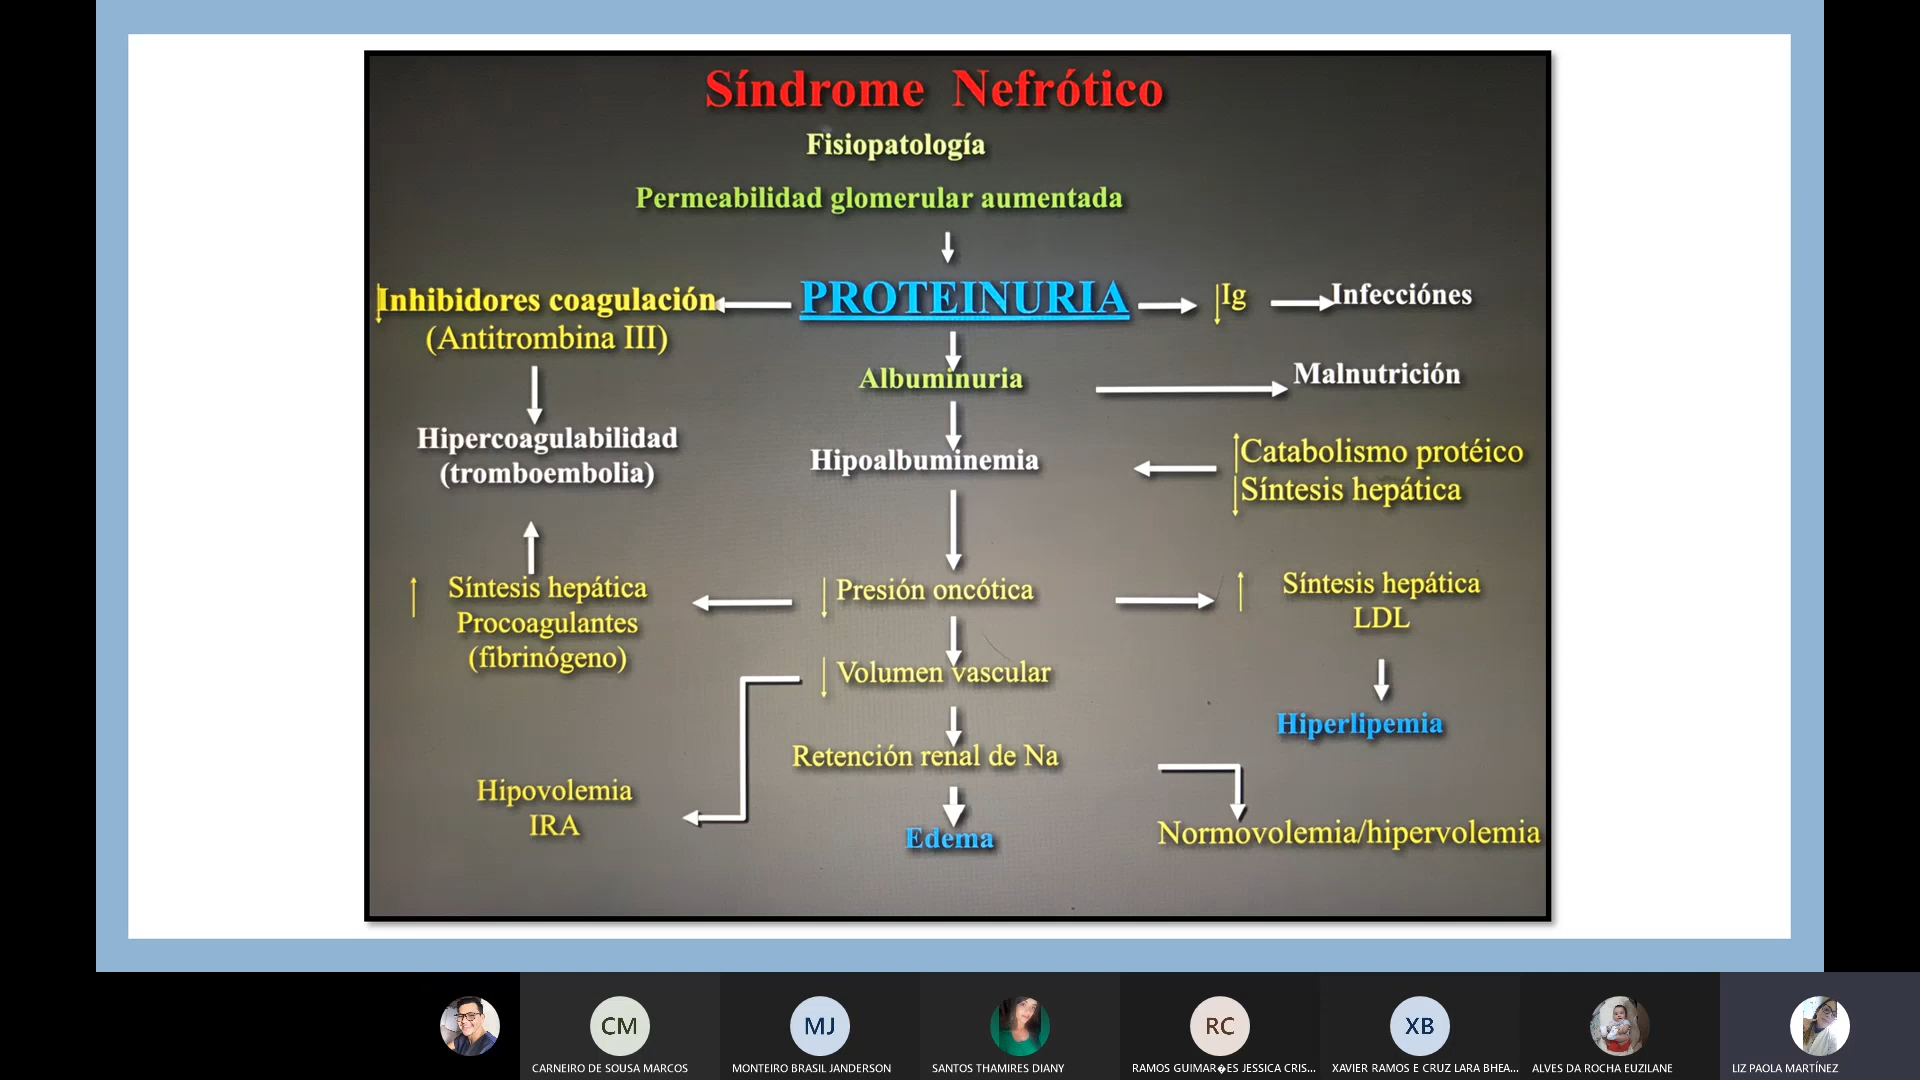 Síndrome Nefrótico
Fisiopatología
Permeabilidad glomerular aumentada
↓Inhibidores coagulación
(Antitrombina III)
PROTEINURIA
↓Ig
Infecciónes
Albuminuria
Malnutrición
Hipercoagulabilidad
(tromboembolia)
Hipoalbuminemia
↑Catabolismo protéico
↓Síntesis hepática
↑ Síntesis hepática
Procoagulantes
(fibrinógeno)
↓ Presión oncótica
↑ Síntesis hepática
LDL
↓ Volumen vascular
Hiperlipemia
Retención renal de Na
Hipovolemia
IRA
Edema
Normovolemia/hipervolemia
CM
MJ
RC
XB
CARNEIRO DE SOUSA MARCOS
MONTEIRO BRASIL JANDERSON
SANTOS THAMIRES DIANY
RAMOS GUIMAR�ES JESSICA CRIS...
XAVIER RAMOS E CRUZ LARA BHEA...
ALVES DA ROCHA EUZILANE
LIZ PAOLA MARTÍNEZ